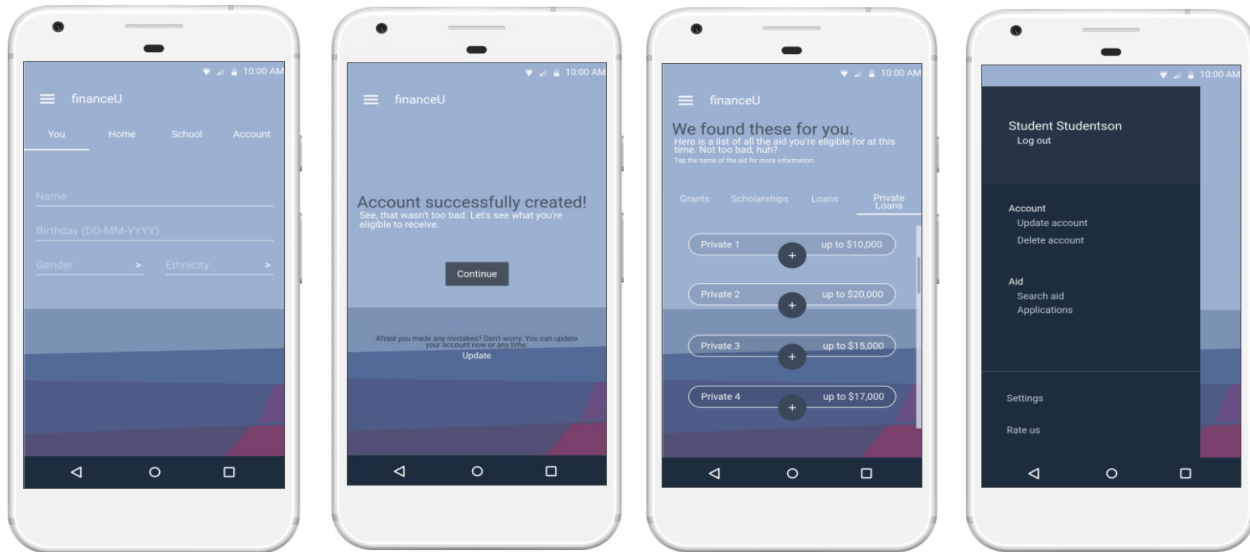 10:00 AM
financeU
You Home School Account
Name
Birthday (DD-MM-YYYY)
Gender > Ethnicity >
10:00 AM
financeU
Account successfully created!
See, that wasn't too bad. Let's see what you're
eligible to receive.
Continue
Afraid you made any mistakes? Don't worry. You can update
your account now or any time.
Update
10:00 AM
financeU
We found these for you.
Here is a list of all the aid you're eligible for at this
time. Not too bad, huh?
Tap the name of the aid for more information.
Grants Scholarships Loans Private
Loans
Private 1 up to $10,000
+
Private 2 up to $20,000
+
Private 3 up to $15,000
+
Private 4 up to $17,000
+
10:00 AM
Student Studentson
Log out
Account
Update account
Delete account
Aid
Search aid
Applications
Settings
Rate us